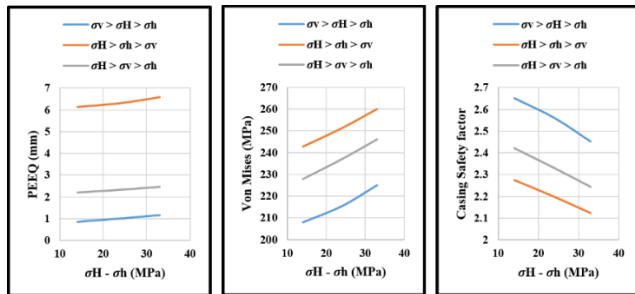 σv > σH > σh
σH > σh > σv
σH > σv > σh
7
6
5
4
3
2
1
0
PEEQ (mm)
10 20 30 40
σH - σh (MPa)
σv > σH > σh
σH > σh > σv
σH > σv > σh
270
260
250
240
230
220
210
200
Von Mises (MPa)
10 20 30 40
σH - σh (MPa)
σv > σH > σh
σH > σh > σv
σH > σv > σh
2.7
2.6
2.5
2.4
2.3
2.2
2.1
2
Casing Safety factor
10 20 30 40
σH - σh (MPa)